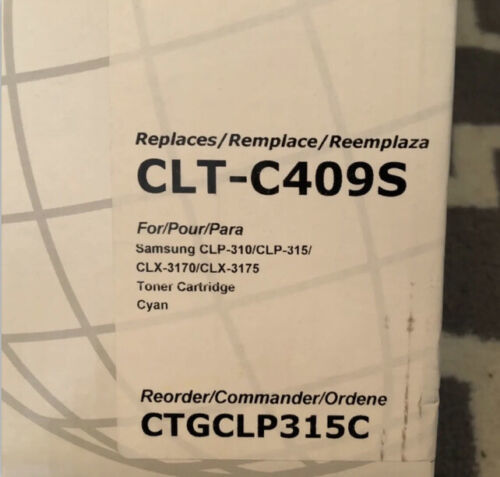 Replaces/Remplace/Reemplaza
CLT-C409S
For/Pour/Para
Samsung CLP-310/CLP-315/
CLX-3170/CLX-3175
Toner Cartridge
Cyan
Reorder/Commander/Ordene
CTGCLP315C